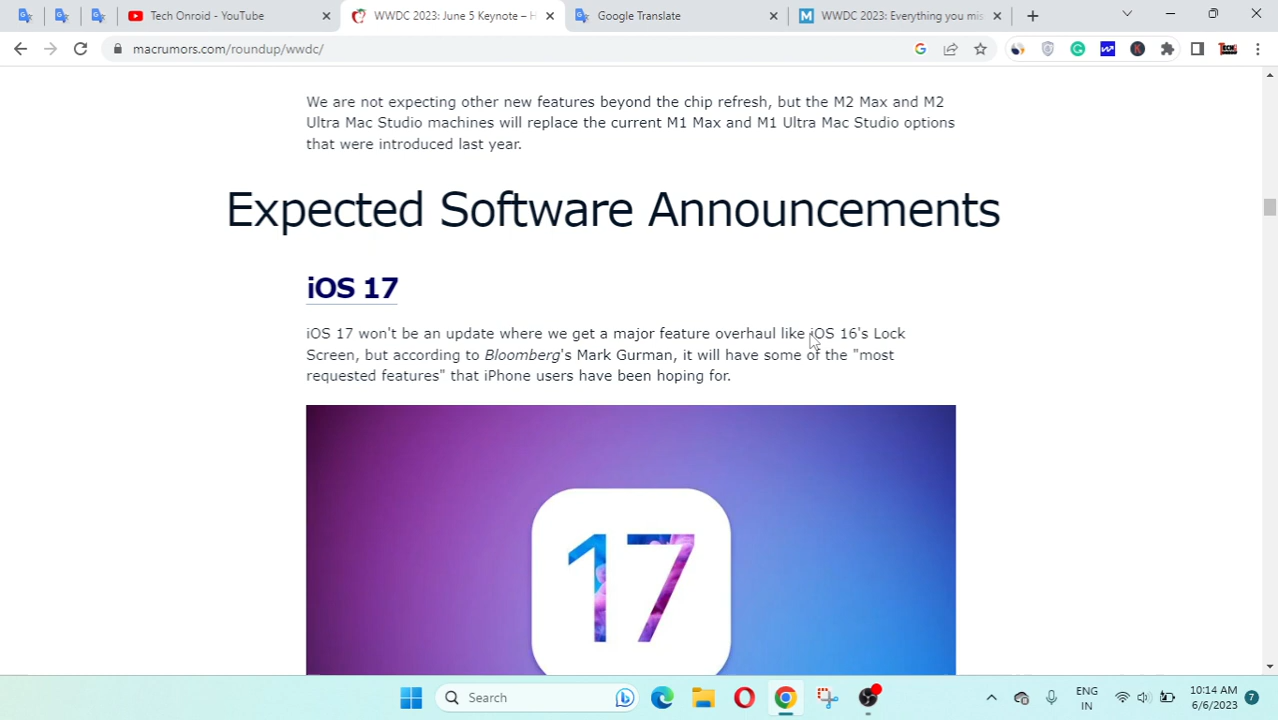 Tech Onroid - YouTube
WWDC 2023: June 5 Keynote – H
Google Translate
WWDC 2023: Everything you mis
macrumors.com/roundup/wwdc/
We are not expecting other new features beyond the chip refresh, but the M2 Max and M2
Ultra Mac Studio machines will replace the current M1 Max and M1 Ultra Mac Studio options
that were introduced last year.
Expected Software Announcements
iOS 17
iOS 17 won't be an update where we get a major feature overhaul like iOS 16's Lock
Screen, but according to Bloomberg's Mark Gurman, it will have some of the "most
requested features" that iPhone users have been hoping for.
17
Search
ENG
IN
10:14 AM
6/6/2023
7